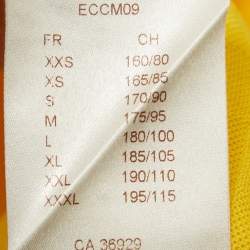 ECCM09
FR CH
XXS 160/80
XS 165/85
S 170/90
M 175/95
L 180/100
XL 185/105
XXL 190/110
XXXL 195/115
CA 36929